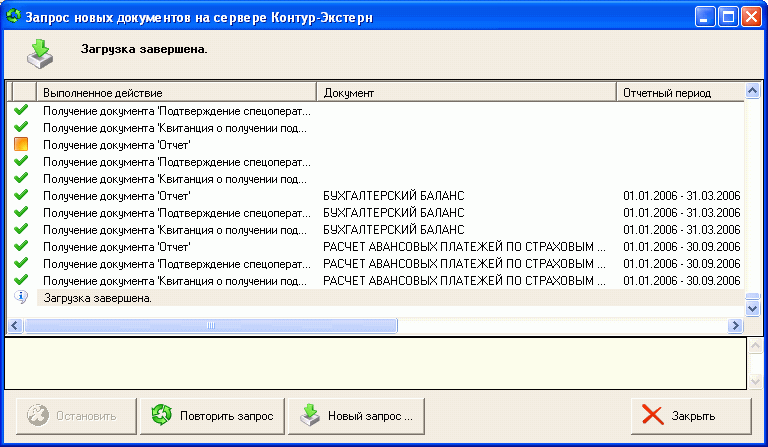 Запрос новых документов на сервере Контур-Экстерн
Загрузка завершена.
Выполненное действие Документ Отчетный период
Получение документа 'Подтверждение спецоперат...
Получение документа 'Квитанция о получении под...
Получение документа 'Отчет'
Получение документа 'Подтверждение спецоперат...
Получение документа 'Квитанция о получении под...
Получение документа 'Отчет' БУХГАЛТЕРСКИЙ БАЛАНС 01.01.2006 - 31.03.2006
Получение документа 'Подтверждение спецоперат... БУХГАЛТЕРСКИЙ БАЛАНС 01.01.2006 - 31.03.2006
Получение документа 'Квитанция о получении под... БУХГАЛТЕРСКИЙ БАЛАНС 01.01.2006 - 31.03.2006
Получение документа 'Отчет' РАСЧЕТ АВАНСОВЫХ ПЛАТЕЖЕЙ ПО СТРАХОВЫМ ... 01.01.2006 - 30.09.2006
Получение документа 'Подтверждение спецоперат... РАСЧЕТ АВАНСОВЫХ ПЛАТЕЖЕЙ ПО СТРАХОВЫМ ... 01.01.2006 - 30.09.2006
Получение документа 'Квитанция о получении под... РАСЧЕТ АВАНСОВЫХ ПЛАТЕЖЕЙ ПО СТРАХОВЫМ ... 01.01.2006 - 30.09.2006
Загрузка завершена.
Остановить Повторить запрос Новый запрос ... Закрыть